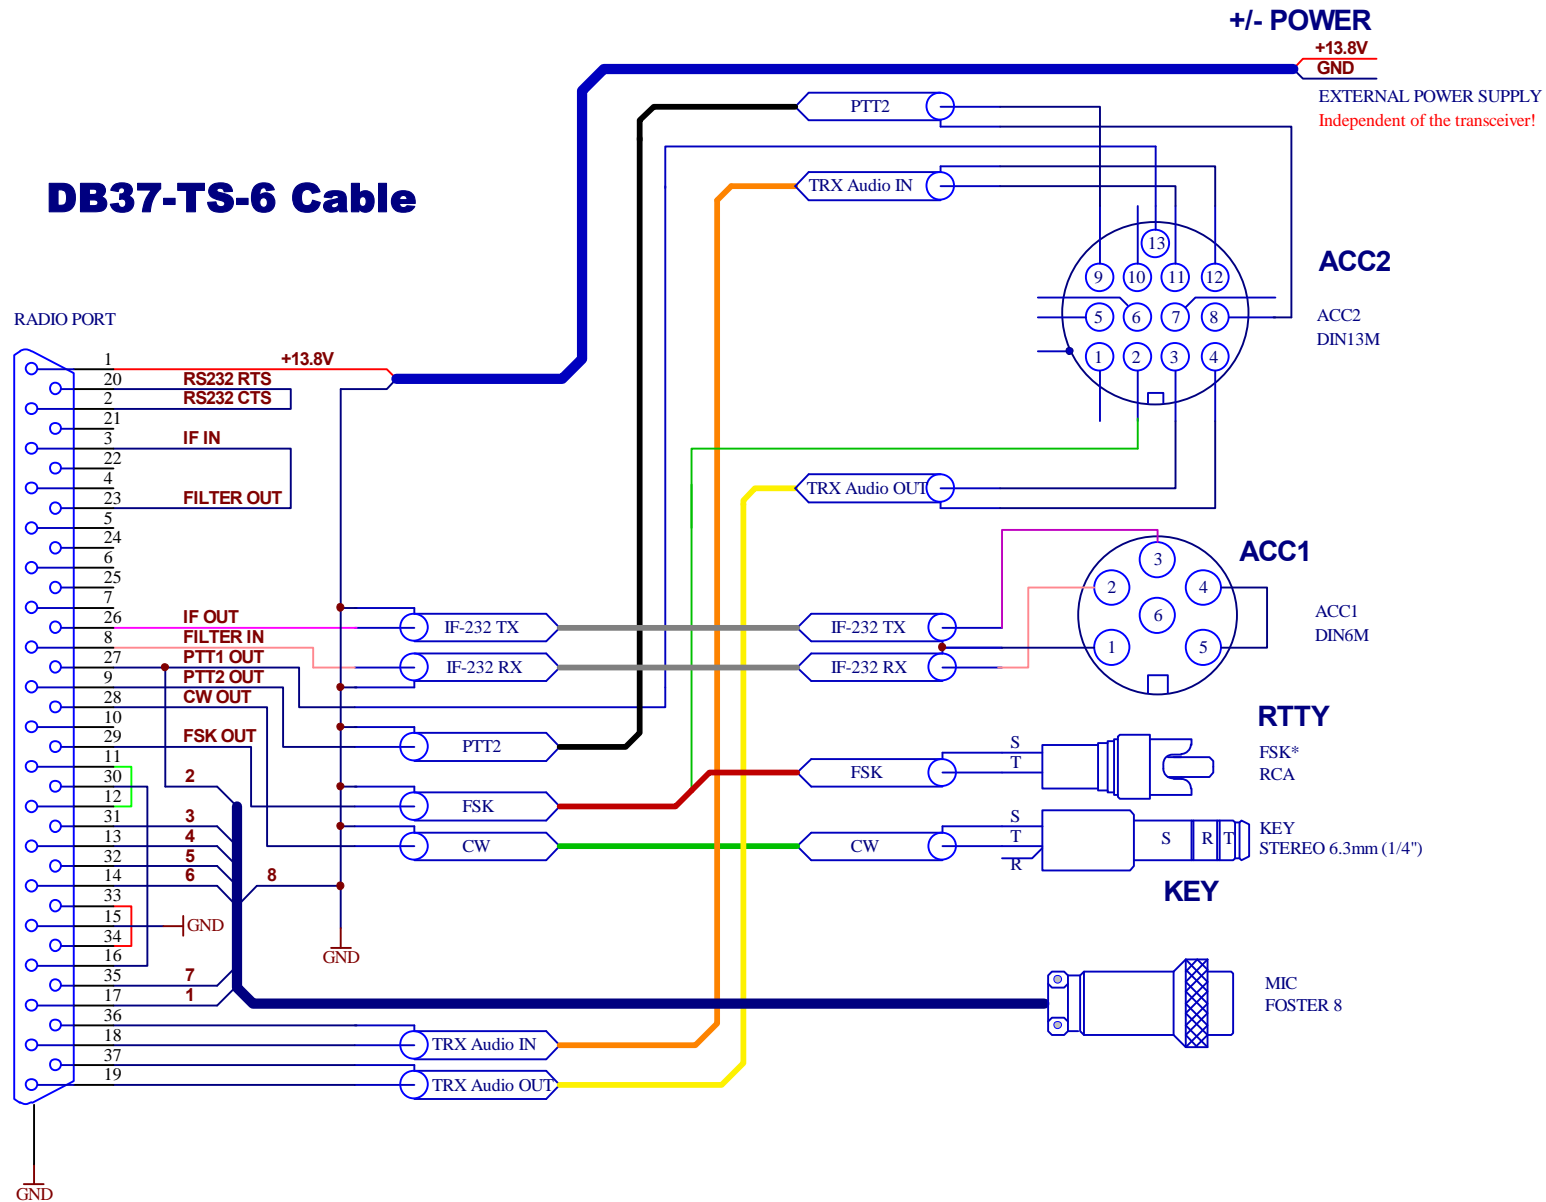 +/- POWER
+13.8V
GND
EXTERNAL POWER SUPPLY
Independent of the transceiver!
PTT2
TRX Audio IN
DB37-TS-6 Cable
13
9
10
11
12
5
6
7
8
1
2
3
4
ACC2
ACC2
DIN13M
RADIO PORT
1
+13.8V
20
RS232 RTS
2
RS232 CTS
21
3
IF IN
22
4
23
FILTER OUT
5
24
6
25
7
26
IF OUT
8
FILTER IN
27
PTT1 OUT
9
PTT2 OUT
28
CW OUT
10
29
FSK OUT
11
30
2
12
31
3
13
4
32
5
14
6
8
33
15
GND
34
16
35
7
17
1
36
18
37
19
GND
GND
IF-232 TX
IF-232 RX
PTT2
FSK
CW
TRX Audio IN
TRX Audio OUT
TRX Audio OUT
IF-232 TX
IF-232 RX
FSK
CW
ACC1
3
2
4
6
1
5
ACC1
DIN6M
RTTY
S
T
FSK*
RCA
S
T
R
S
R
T
KEY
STEREO 6.3mm (1/4")
KEY
MIC
FOSTER 8